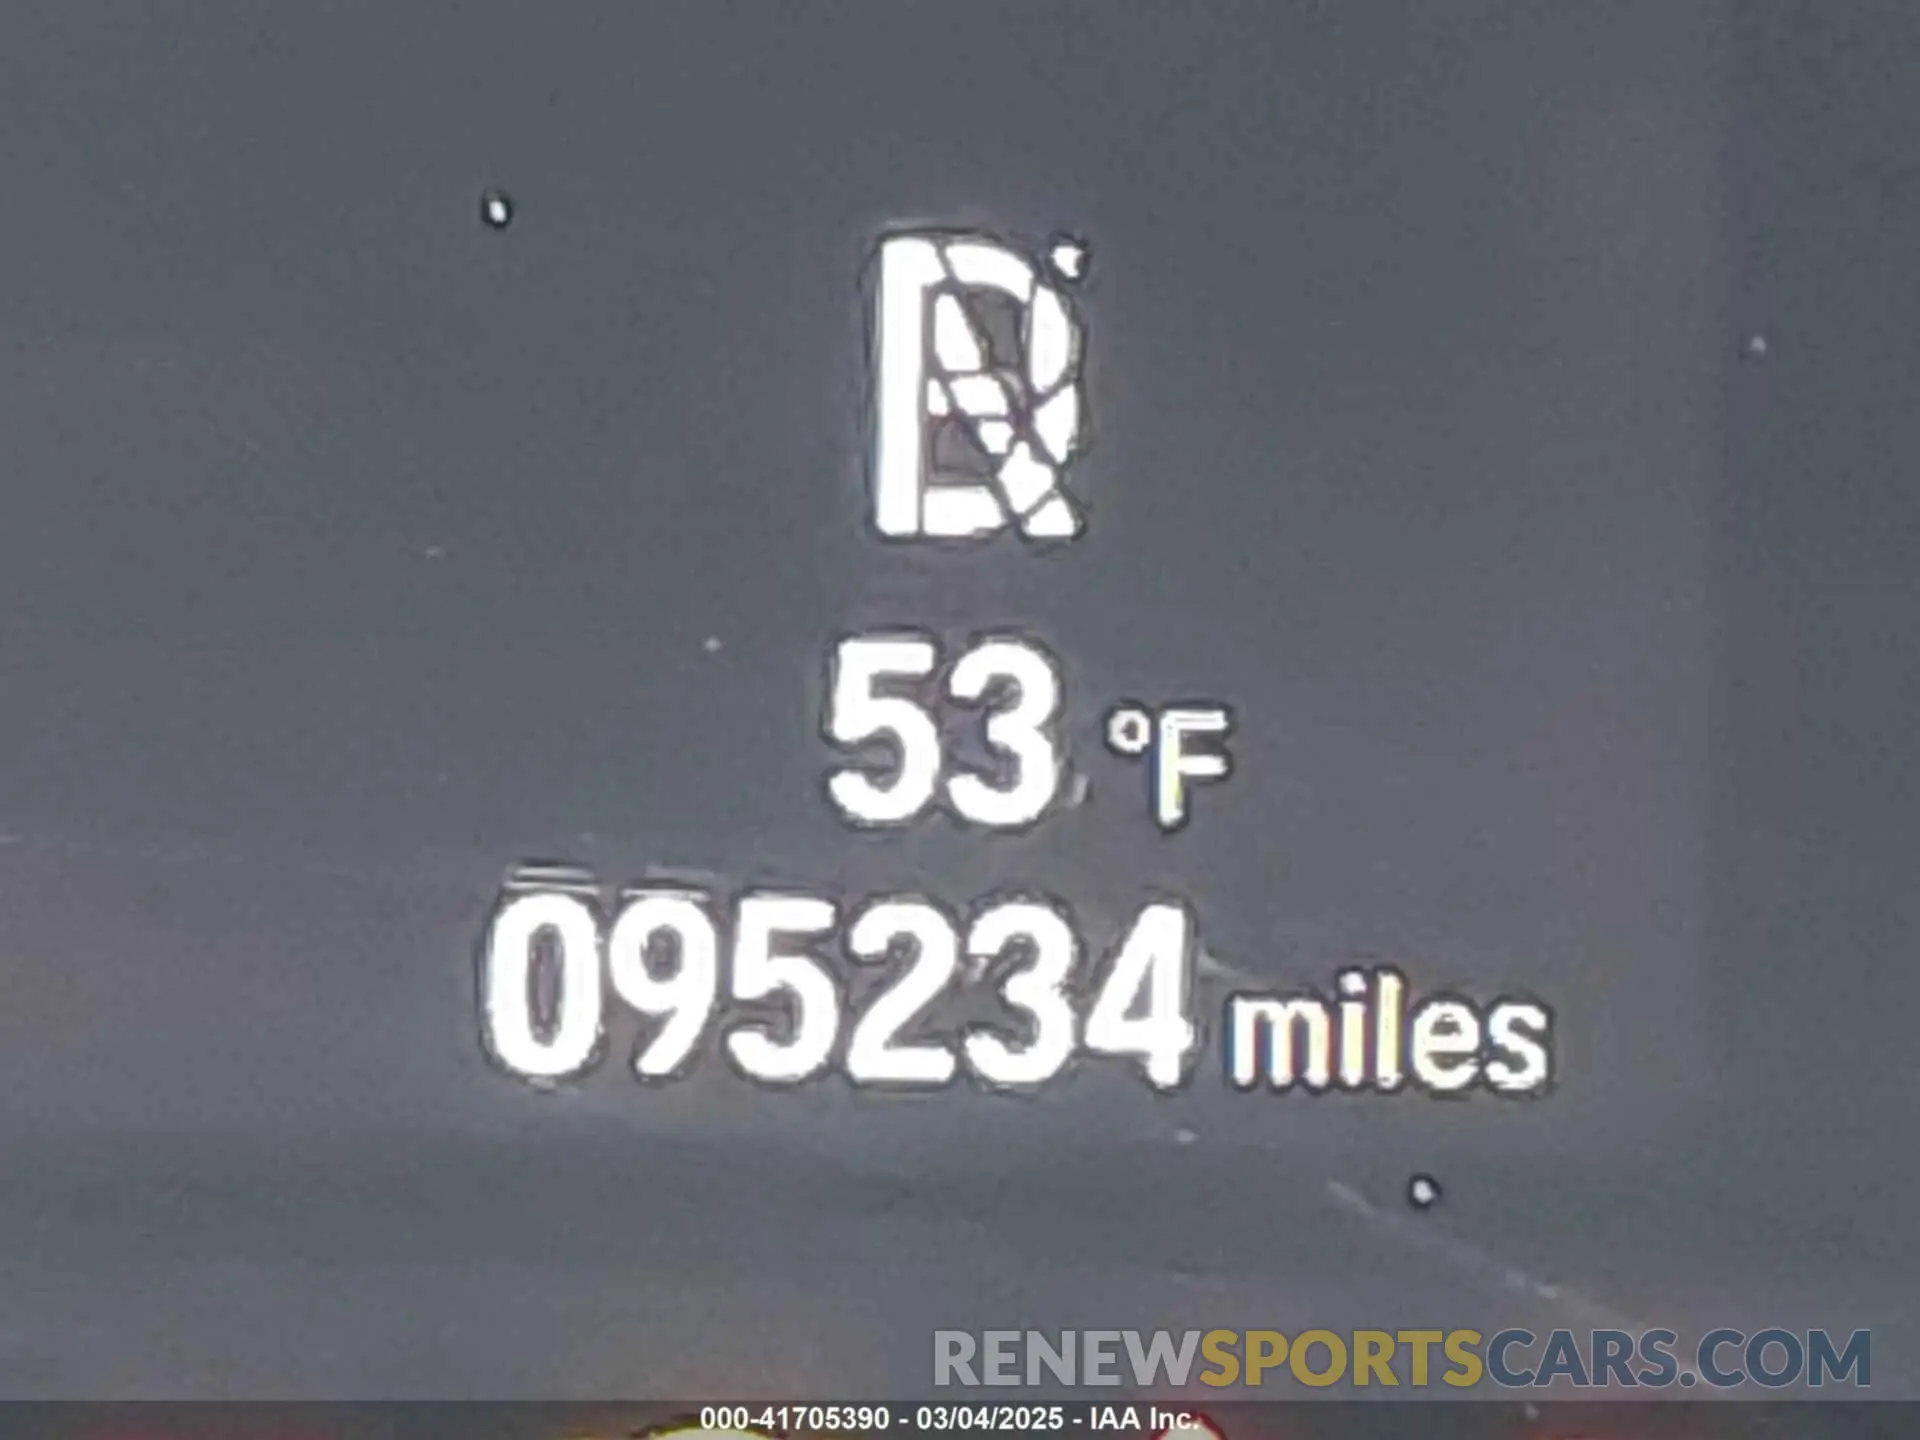 53 °F
095234 miles
RENEWSPORTSCARS.COM
000-41705390 - 03/04/2025 - IAA Inc.